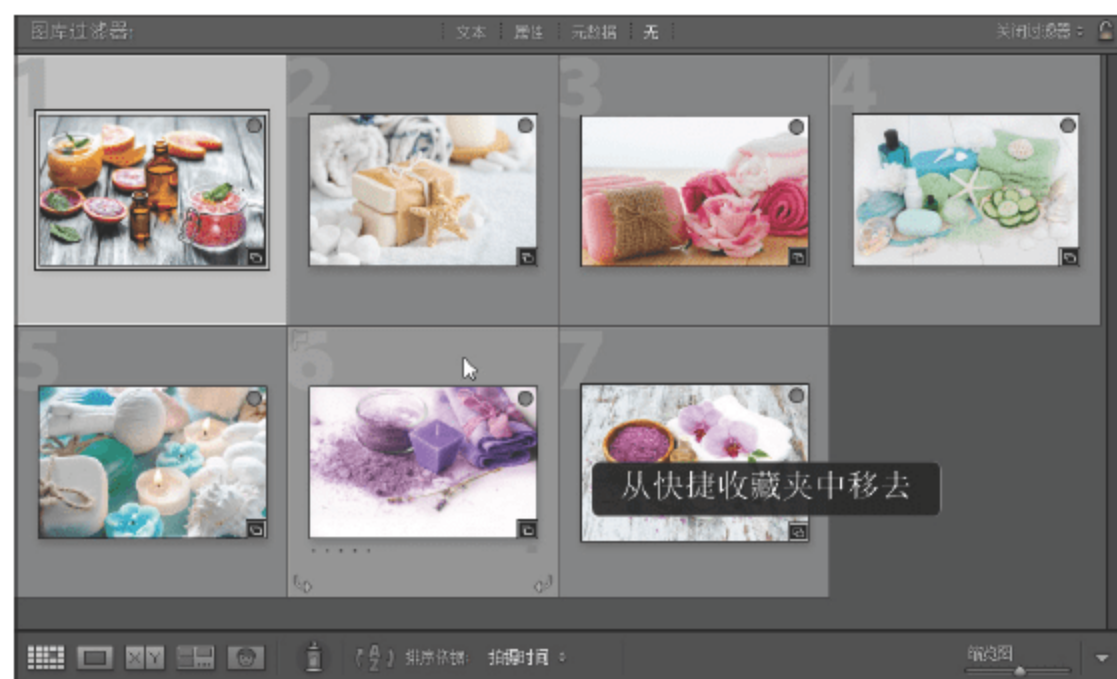 图库过滤器:
文本 属性 元数据 无 关闭过滤器
1 2 3 4
5 6 7
从快捷收藏夹中移去
XY A Z 排序依据: 拍摄时间 缩览图